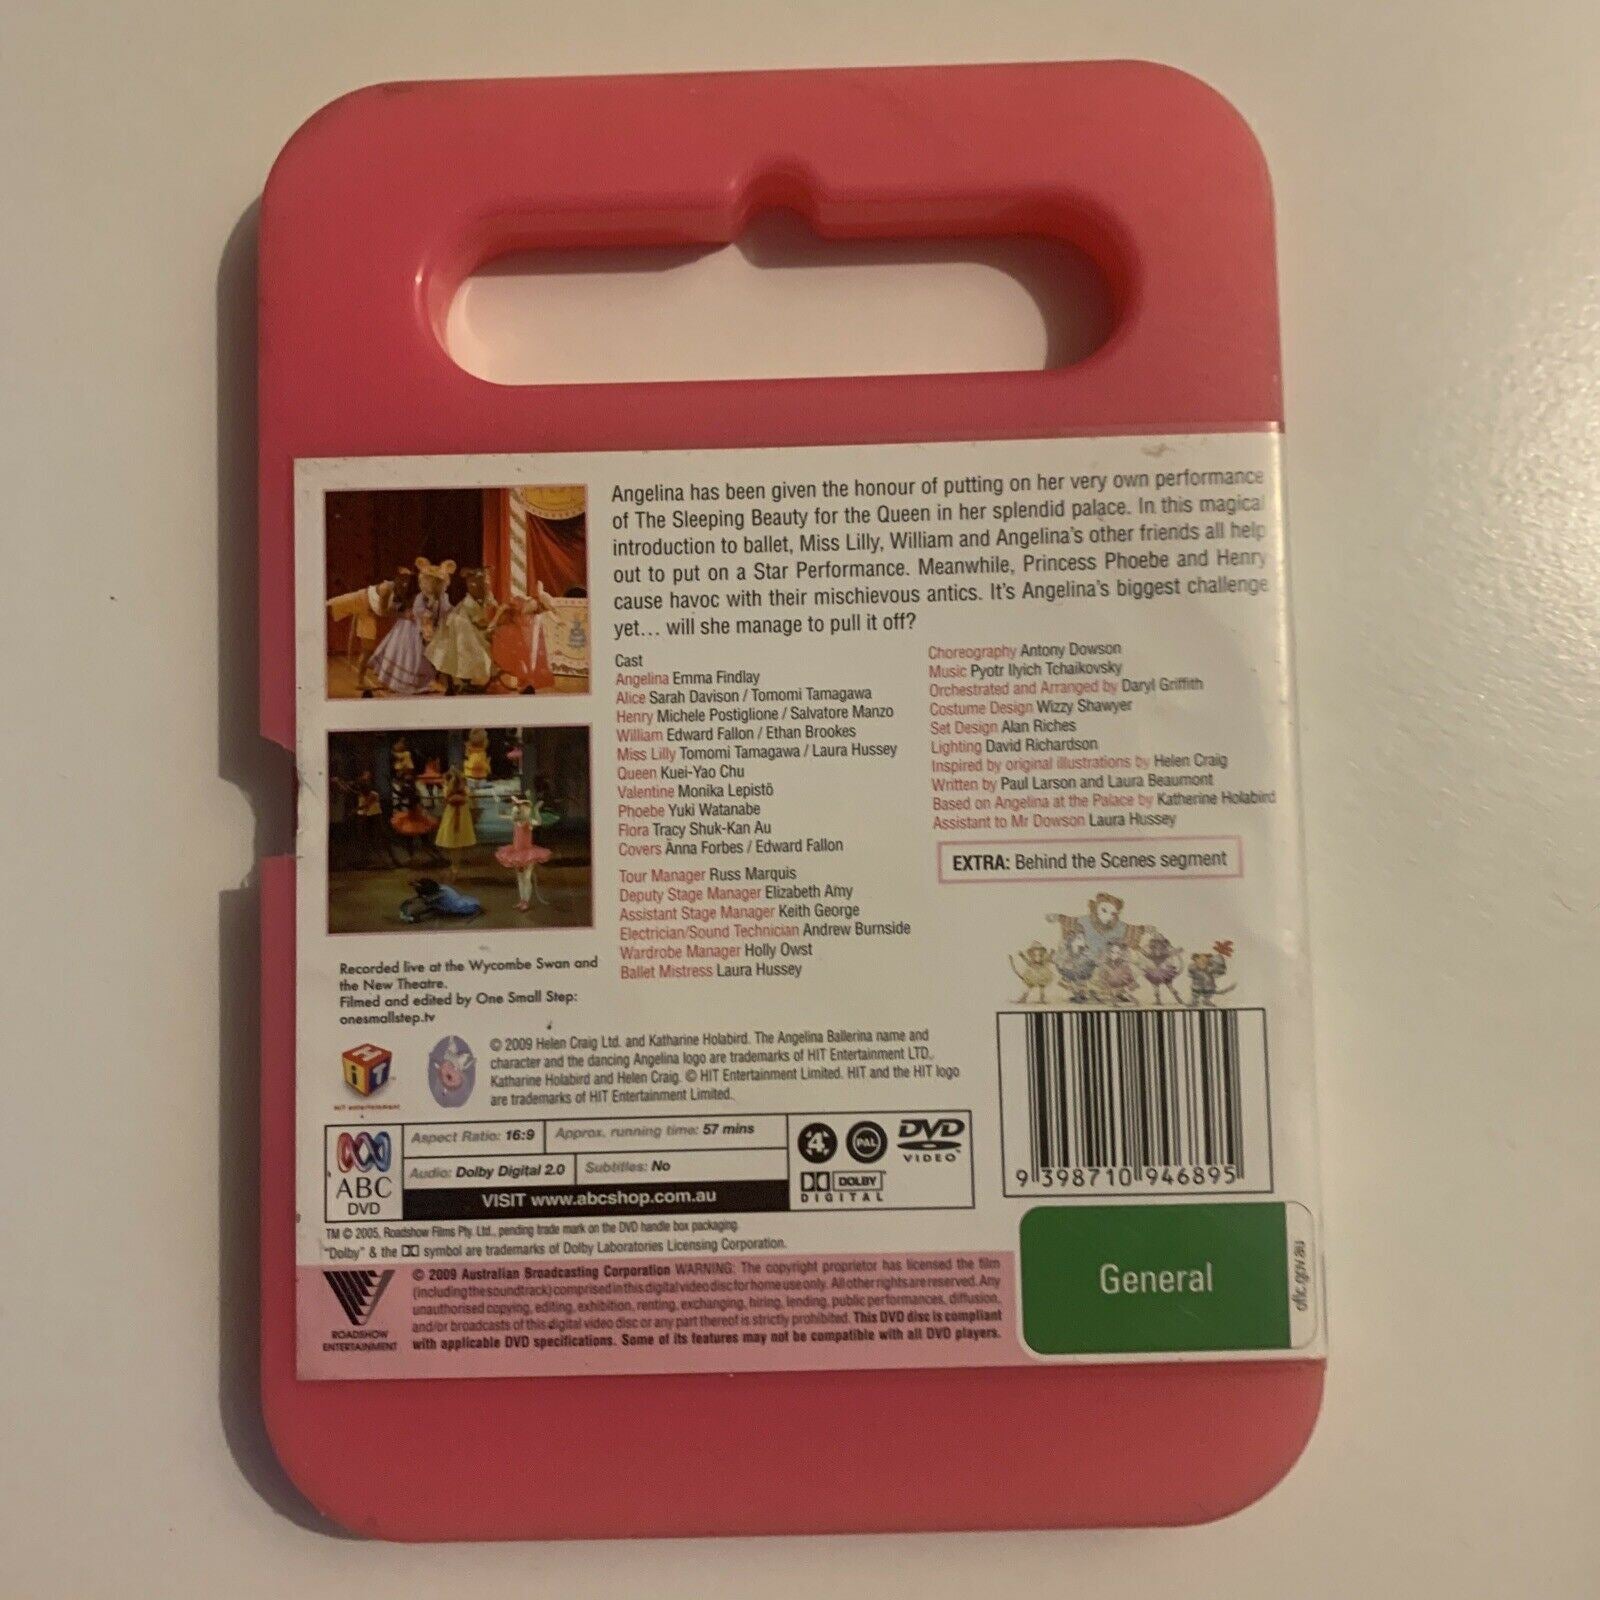 Angelina has been given the honour of putting on her very own performance
of The Sleeping Beauty for the Queen in her splendid palace. In this magical
introduction to ballet, Miss Lilly, William and Angelina's other friends all help
out to put on a Star Performance. Meanwhile, Princess Phoebe and Henry
cause havoc with their mischievous antics. It's Angelina's biggest challenge
yet... will she manage to pull it off?
Cast
Angelina Emma Findlay
Alice Sarah Davison / Tomomi Tamagawa
Henry Michele Postiglione / Salvatore Manzo
William Edward Fallon / Ethan Brookes
Miss Lilly Tomomi Tamagawa / Laura Hussey
Queen Kuei-Yao Chu
Valentine Monika Lepistö
Phoebe Yuki Watanabe
Flora Tracy Shuk-Kan Au
Covers Anna Forbes / Edward Fallon
Tour Manager Russ Marquis
Deputy Stage Manager Elizabeth Amy
Assistant Stage Manager Keith George
Electrician/Sound Technician Andrew Burnside
Wardrobe Manager Holly Owst
Ballet Mistress Laura Hussey
Choreography Antony Dowson
Music Pyotr Ilyich Tchaikovsky
Orchestrated and Arranged by Daryl Griffith
Costume Design Wizzy Shawyer
Set Design Alan Riches
Lighting David Richardson
Inspired by original illustrations by Helen Craig
Written by Paul Larson and Laura Beaumont
Based on Angelina at the Palace by Katherine Holabird
Assistant to Mr Dowson Laura Hussey
EXTRA: Behind the Scenes segment
Recorded live at the Wycombe Swan and
the New Theatre.
Filmed and edited by One Small Step:
onesmallstep.tv
HIT
HIT entertainment
© 2009 Helen Craig Ltd. and Katharine Holabird. The Angelina Ballerina name and
character and the dancing Angelina logo are trademarks of HIT Entertainment LTD.,
Katharine Holabird and Helen Craig. © HIT Entertainment Limited. HIT and the HIT logo
are trademarks of HIT Entertainment Limited.
ABC
DVD
Aspect Ratio: 16:9
Approx. running time: 57 mins
Audio: Dolby Digital 2.0
Subtitles: No
VISIT www.abcshop.com.au
4
PAL
DVD
VIDEO
DOLBY
DIGITAL
9 398710 946895
TM © 2005, Roadshow Films Pty. Ltd., pending trade mark on the DVD handle box packaging.
"Dolby" & the symbol are trademarks of Dolby Laboratories Licensing Corporation.
ROADSHOW
ENTERTAINMENT
© 2009 Australian Broadcasting Corporation WARNING: The copyright proprietor has licensed the film
(including the soundtrack) comprised in this digital video disc for home use only. All other rights are reserved. Any
unauthorised copying, editing, exhibition, renting, exchanging, hiring, lending, public performances, diffusion,
and/or broadcasts of this digital video disc or any part thereof is strictly prohibited. This DVD disc is compliant
with applicable DVD specifications. Some of its features may not be compatible with all DVD players.
General
oflc.gov.au